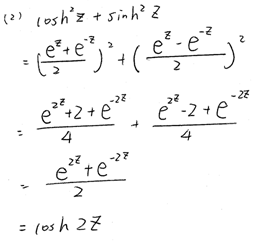 (2) cosh²z + sinh²z
= ((e^z + e^-z)/2)² + ((e^z - e^-z)/2)²
= (e^2z + 2 + e^-2z)/4 + (e^2z - 2 + e^-2z)/4
= (e^2z + e^-2z)/2
= cosh 2z